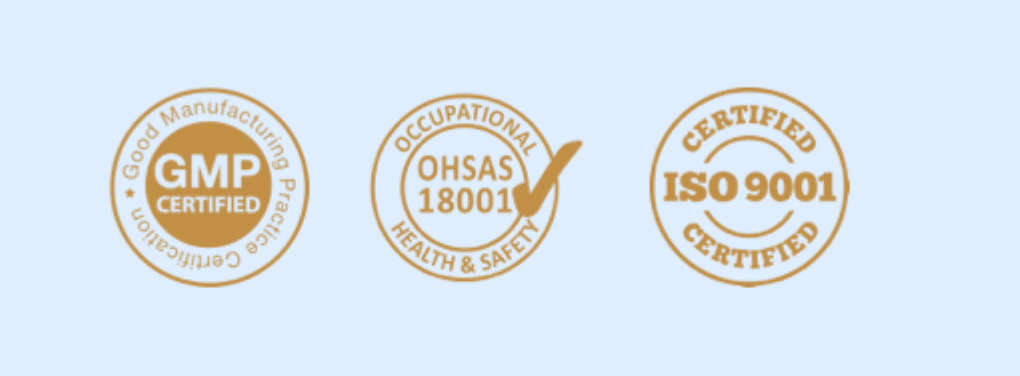 Good Manufacturing Practice Certification ★
GMP
CERTIFIED
OCCUPATIONAL
OHSAS
18001
HEALTH & SAFETY
CERTIFIED
ISO 9001
CERTIFIED